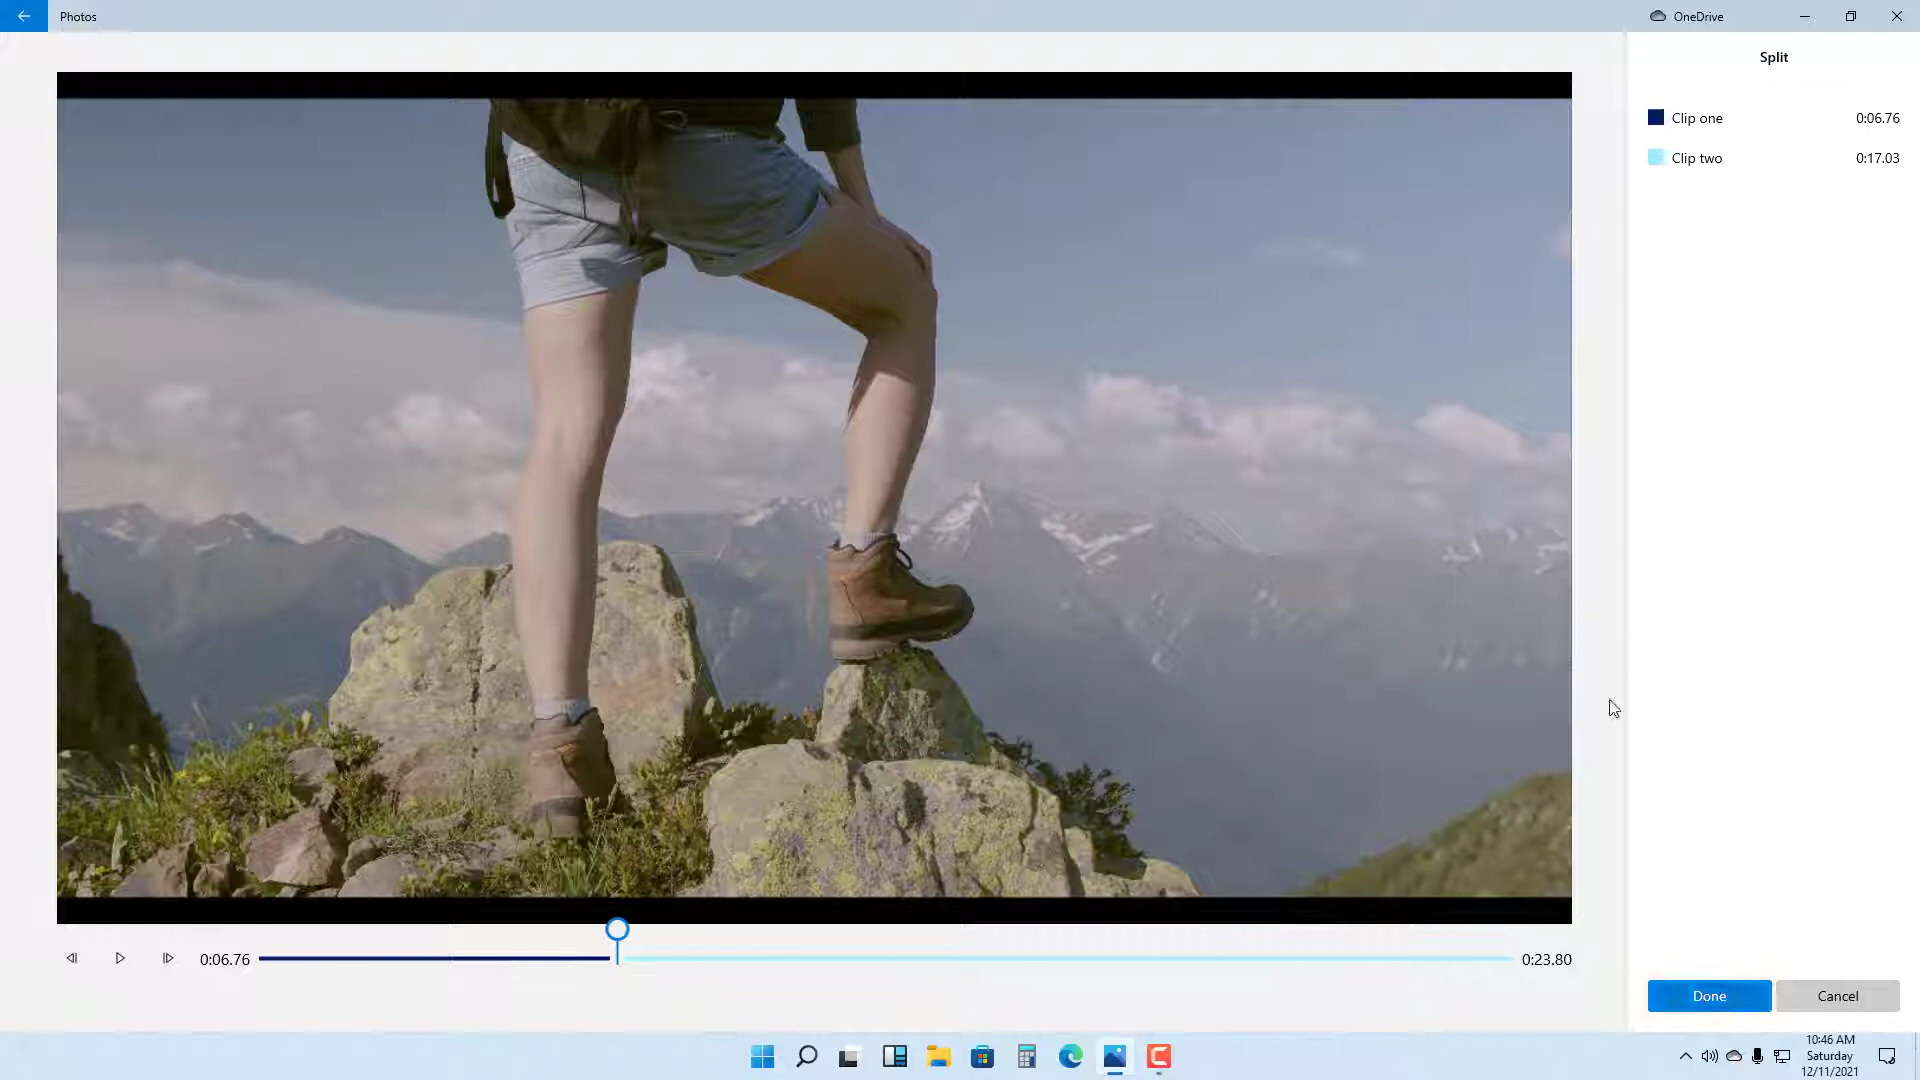 Photos
OneDrive
Split
Clip one 0:06.76
Clip two 0:17.03
0:06.76
0:23.80
Done
Cancel
10:46 AM
Saturday
12/11/2021